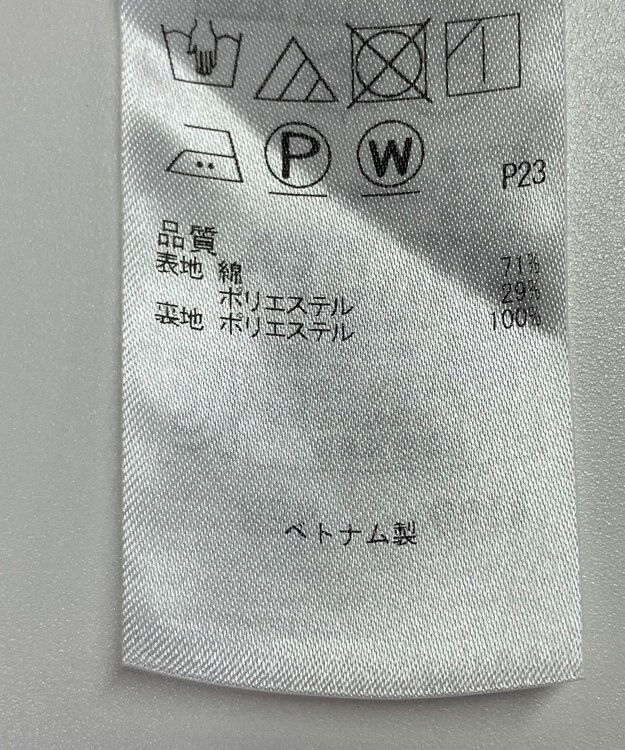 P W P23
品質
表地 綿 71%
ポリエステル 29%
裏地 ポリエステル 100%
ベトナム製